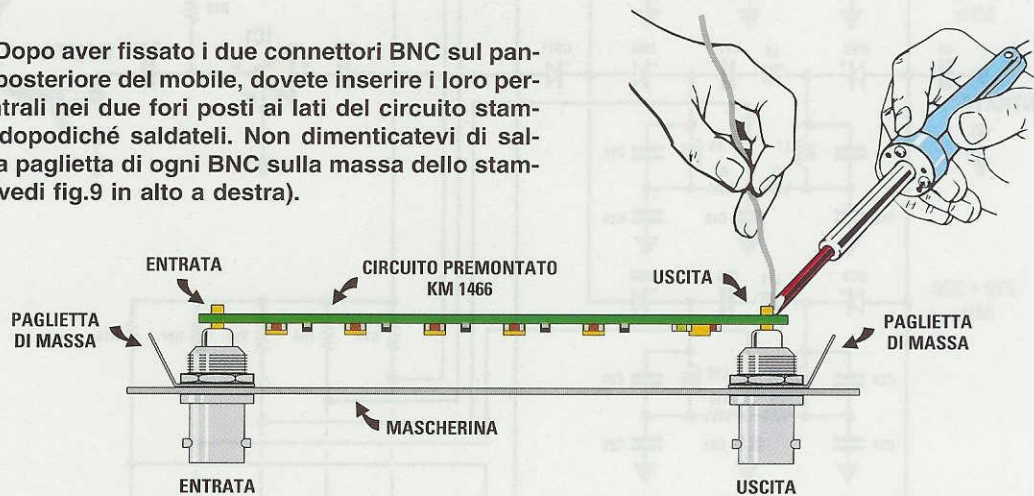 Dopo aver fissato i due connettori BNC sul pan-
posteriore del mobile, dovete inserire i loro per-
trali nei due fori posti ai lati del circuito stam-
dopodiché saldateli. Non dimenticatevi di sal-
a paglietta di ogni BNC sulla massa dello stam-
vedi fig.9 in alto a destra).
ENTRATA
CIRCUITO PREMONTATO
KM 1466
USCITA
PAGLIETTA
DI MASSA
PAGLIETTA
DI MASSA
MASCHERINA
ENTRATA
USCITA